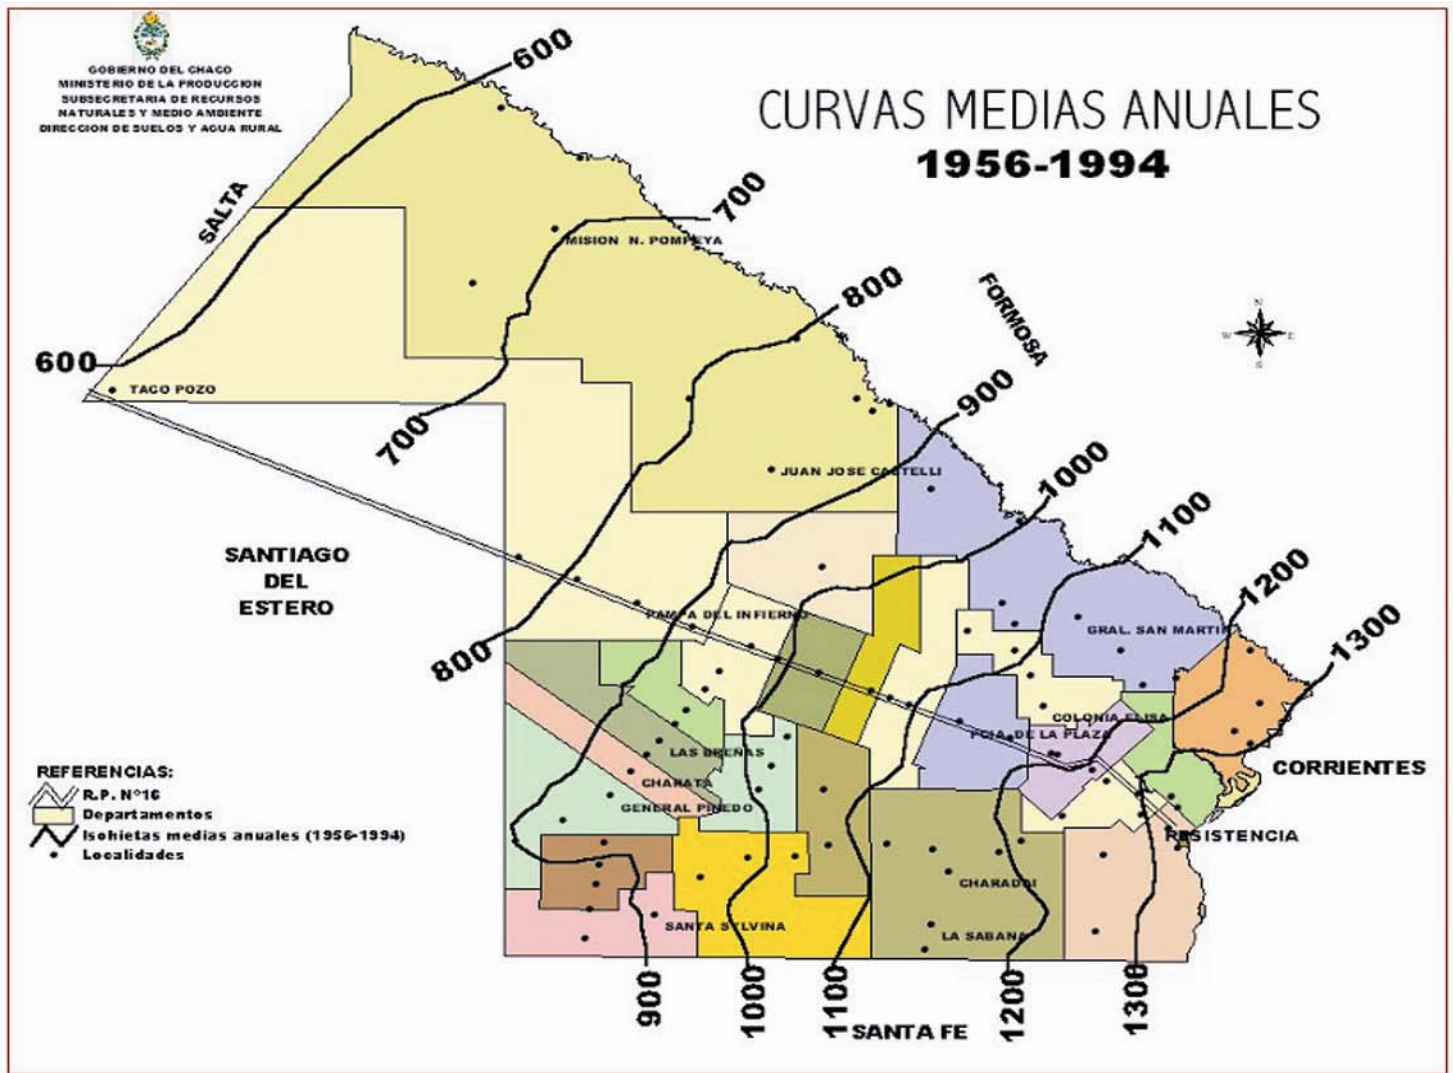 GOBIERNO DEL CHACO
MINISTERIO DE LA PRODUCCION
SUBSECRETARIA DE RECURSOS
NATURALES Y MEDIO AMBIENTE
DIRECCION DE SUELOS Y AGUA RURAL
CURVAS MEDIAS ANUALES
1956-1994
600
SALTA
700
MISION N. POMPEYA
800
FORMOSA
N
W
E
S
600
TACO POZO
900
700
JUAN JOSE CASTELLI
1000
1100
SANTIAGO
DEL
ESTERO
1200
PAMPA DEL INFIERNO
GRAL. SAN MARTIN
1300
800
COLONIA ELISA
PCIA. DE LA PLAZA
LAS BREÑAS
CHARATA
GENERAL PINEDO
CORRIENTES
REFERENCIAS:
R.P. Nº16
Departamentos
Isohietas medias anuales (1956-1994)
Localidades
RESISTENCIA
CHARADAI
SANTA SYLVINA
LA SABANA
900
1000
1100
1200
1300
SANTA FE